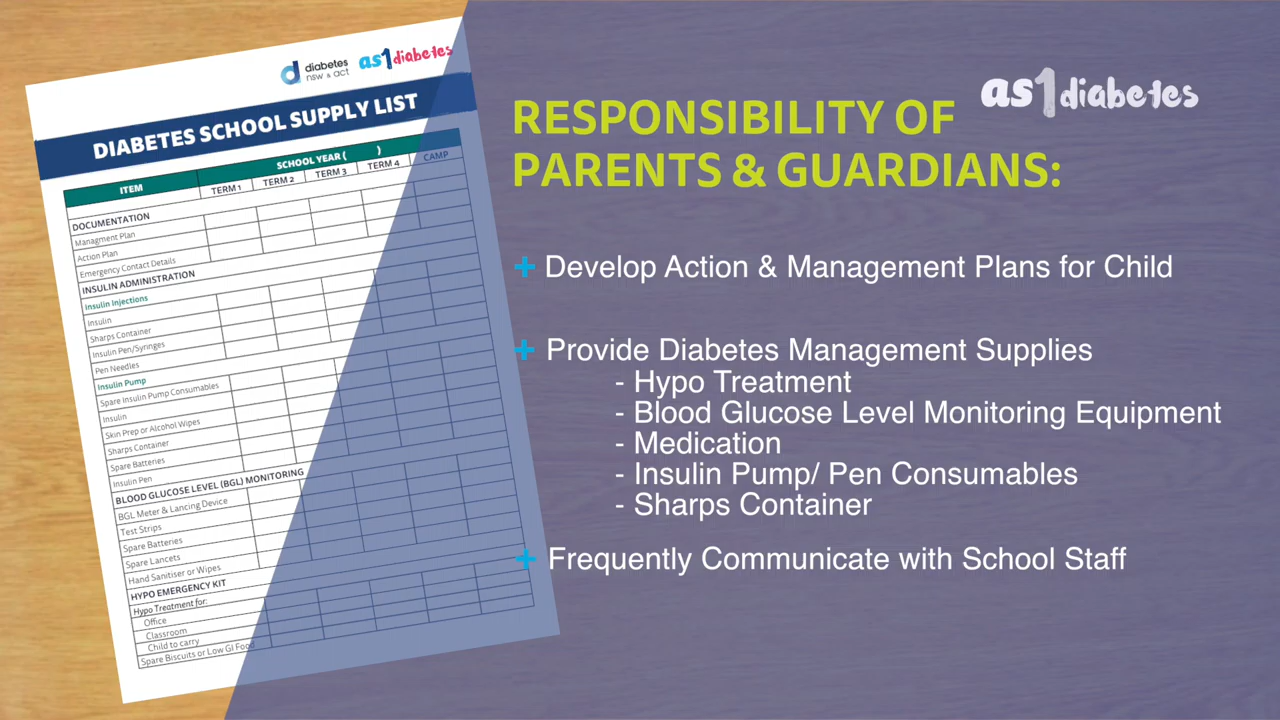 diabetes
nsw & act
as1diabetes
DIABETES SCHOOL SUPPLY LIST
ITEM
SCHOOL YEAR ( )
TERM 1 TERM 2 TERM 3 TERM 4 CAMP
DOCUMENTATION
Managment Plan
Action Plan
Emergency Contact Details
INSULIN ADMINISTRATION
Insulin Injections
Insulin
Sharps Container
Insulin Pen/Syringes
Pen Needles
Insulin Pump
Spare Insulin Pump Consumables
Insulin
Skin Prep or Alcohol Wipes
Sharps Container
Spare Batteries
Insulin Pen
BLOOD GLUCOSE LEVEL (BGL) MONITORING
BGL Meter & Lancing Device
Test Strips
Spare Batteries
Spare Lancets
Hand Sanitiser or Wipes
HYPO EMERGENCY KIT
Hypo Treatment for:
Office
Classroom
Child to carry
Spare Biscuits or Low GI Food
as1diabetes
RESPONSIBILITY OF
PARENTS & GUARDIANS:
+ Develop Action & Management Plans for Child
+ Provide Diabetes Management Supplies
- Hypo Treatment
- Blood Glucose Level Monitoring Equipment
- Medication
- Insulin Pump/ Pen Consumables
- Sharps Container
+ Frequently Communicate with School Staff